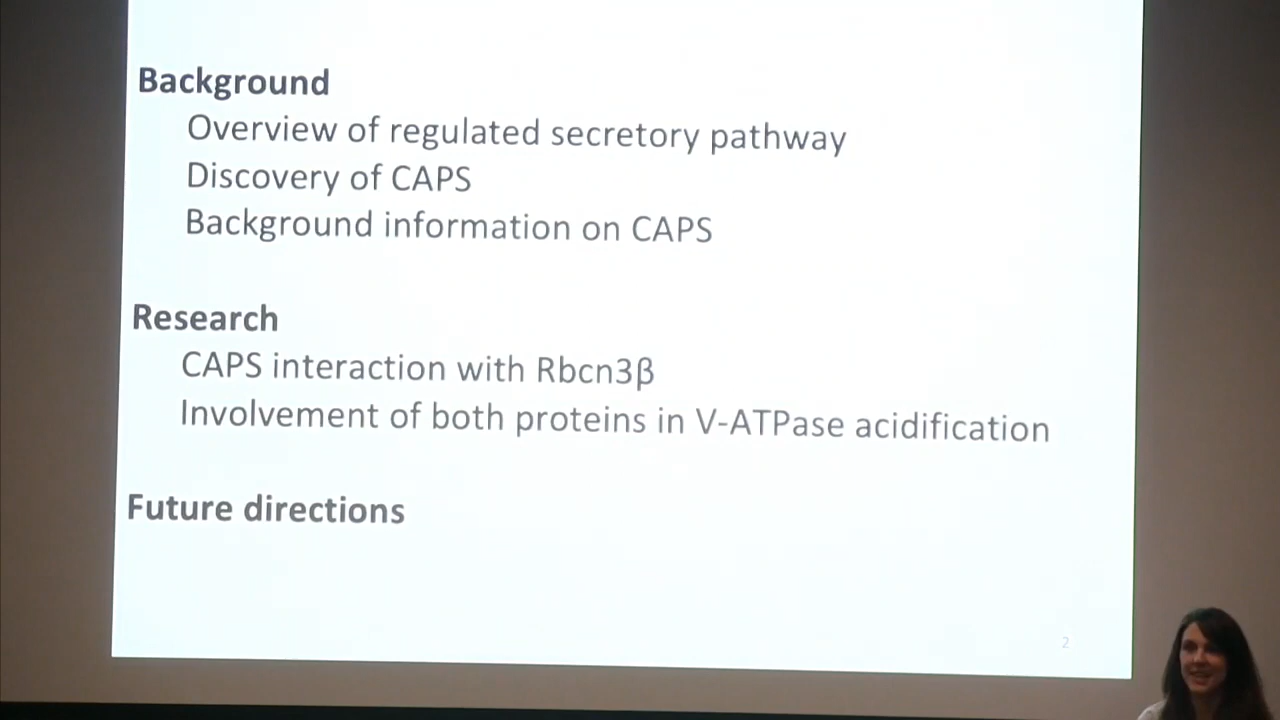 Background
Overview of regulated secretory pathway
Discovery of CAPS
Background information on CAPS
Research
CAPS interaction with Rbcn3β
Involvement of both proteins in V-ATPase acidification
Future directions
2